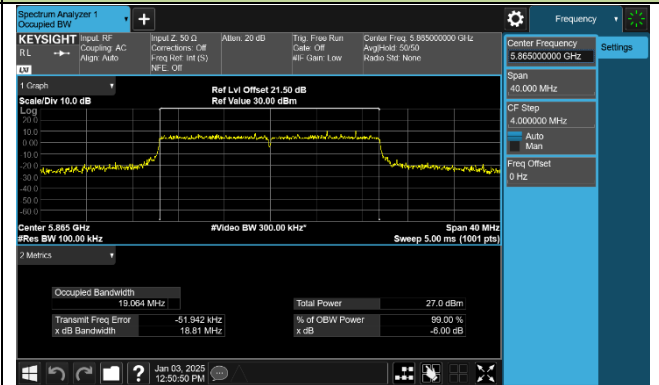 Spectrum Analyzer 1
Occupied BW
Frequency
KEYSIGHT
RL
LXI
Input: RF
Coupling: AC
Align: Auto
Input Z: 50 Ω
Corrections: Off
Freq Ref: Int (S)
NFE: Off
Atten: 20 dB
Trig: Free Run
Gate: Off
#IF Gain: Low
Center Freq: 5.865000000 GHz
Avg|Hold: 50/50
Radio Std: None
Center Frequency
5.865000000 GHz
Settings
Span
40.000 MHz
CF Step
4.000000 MHz
Auto
Man
Freq Offset
0 Hz
1 Graph
Scale/Div 10.0 dB
Ref Lvl Offset 21.50 dB
Ref Value 30.00 dBm
Log
20.0
10.0
0.00
-10.0
-20.0
-30.0
-40.0
-50.0
-60.0
Center 5.865 GHz
#Video BW 300.00 kHz*
Span 40 MHz
#Res BW 100.00 kHz
Sweep 5.00 ms (1001 pts)
2 Metrics
Occupied Bandwidth
19.064 MHz
Total Power
27.0 dBm
Transmit Freq Error
-51.942 kHz
% of OBW Power
99.00 %
x dB Bandwidth
18.81 MHz
x dB
-6.00 dB
Jan 03, 2025
12:50:50 PM